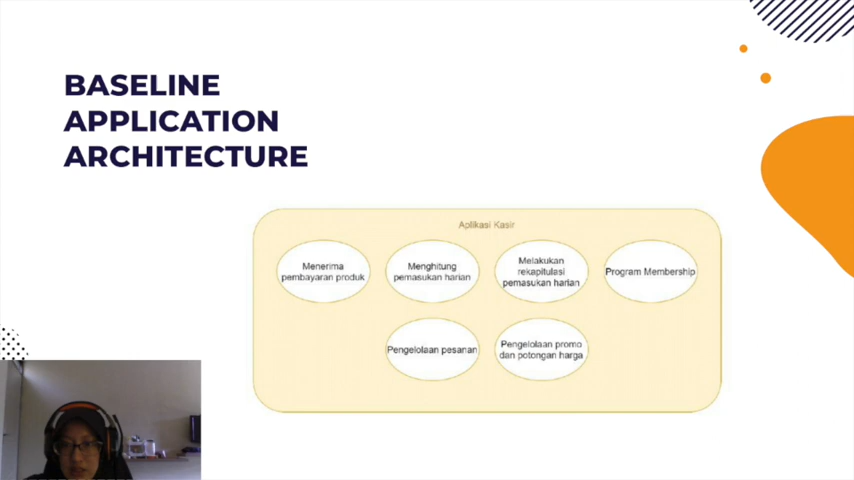 BASELINE
APPLICATION
ARCHITECTURE
Aplikasi Kasir
Menerima
pembayaran produk
Menghitung
pemasukan harian
Melakukan
rekapitulasi
pemasukan harian
Program Membership
Pengelolaan pesanan
Pengelolaan promo
dan potongan harga